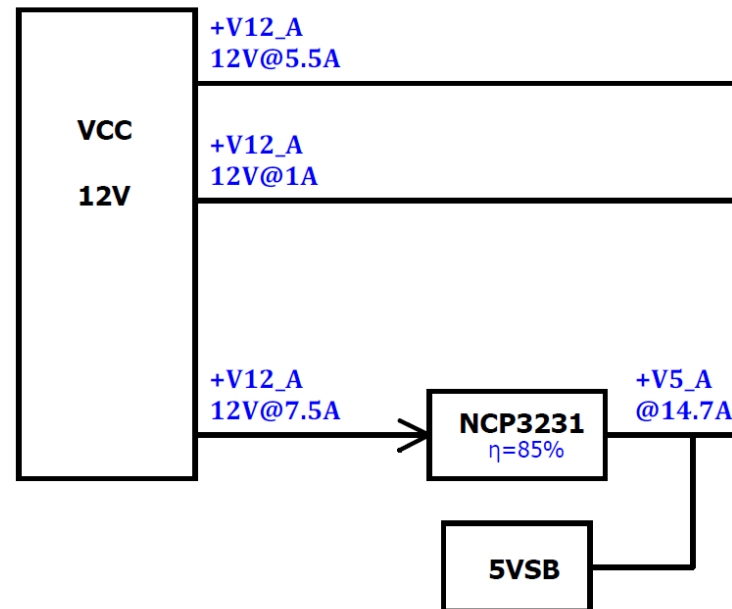 +V12_A
12V@5.5A
VCC
12V
+V12_A
12V@1A
+V12_A
12V@7.5A
NCP3231
η=85%
+V5_A
@14.7A
5VSB